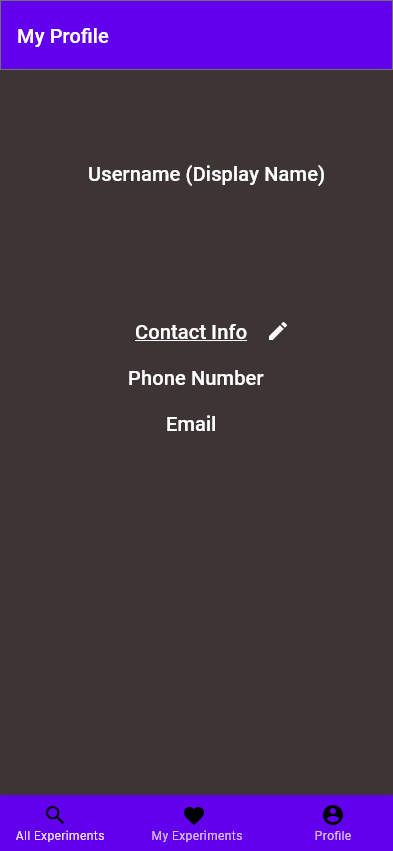 My Profile
Username (Display Name)
Contact Info
Phone Number
Email
All Experiments
My Experiments
Profile